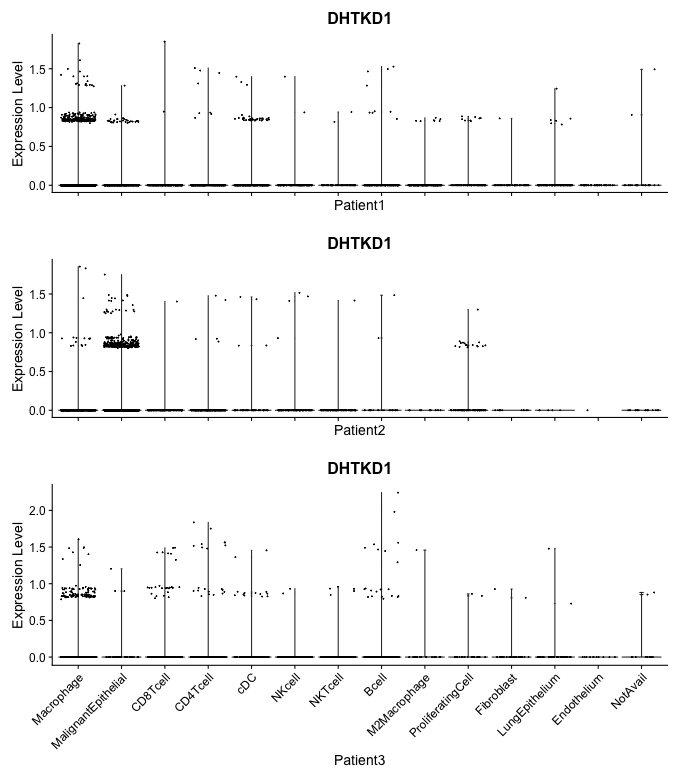 DHTKD1
Expression Level
1.5
1.0
0.5
0.0
Patient1
DHTKD1
Expression Level
1.5
1.0
0.5
0.0
Patient2
DHTKD1
Expression Level
2.0
1.5
1.0
0.5
0.0
Macrophage
MalignantEpithelial
CD8Tcell
CD4Tcell
cDC
NKcell
NKTcell
Bcell
M2Macrophage
ProliferatingCell
Fibroblast
LungEpithelium
Endothelium
NotAvail
Patient3